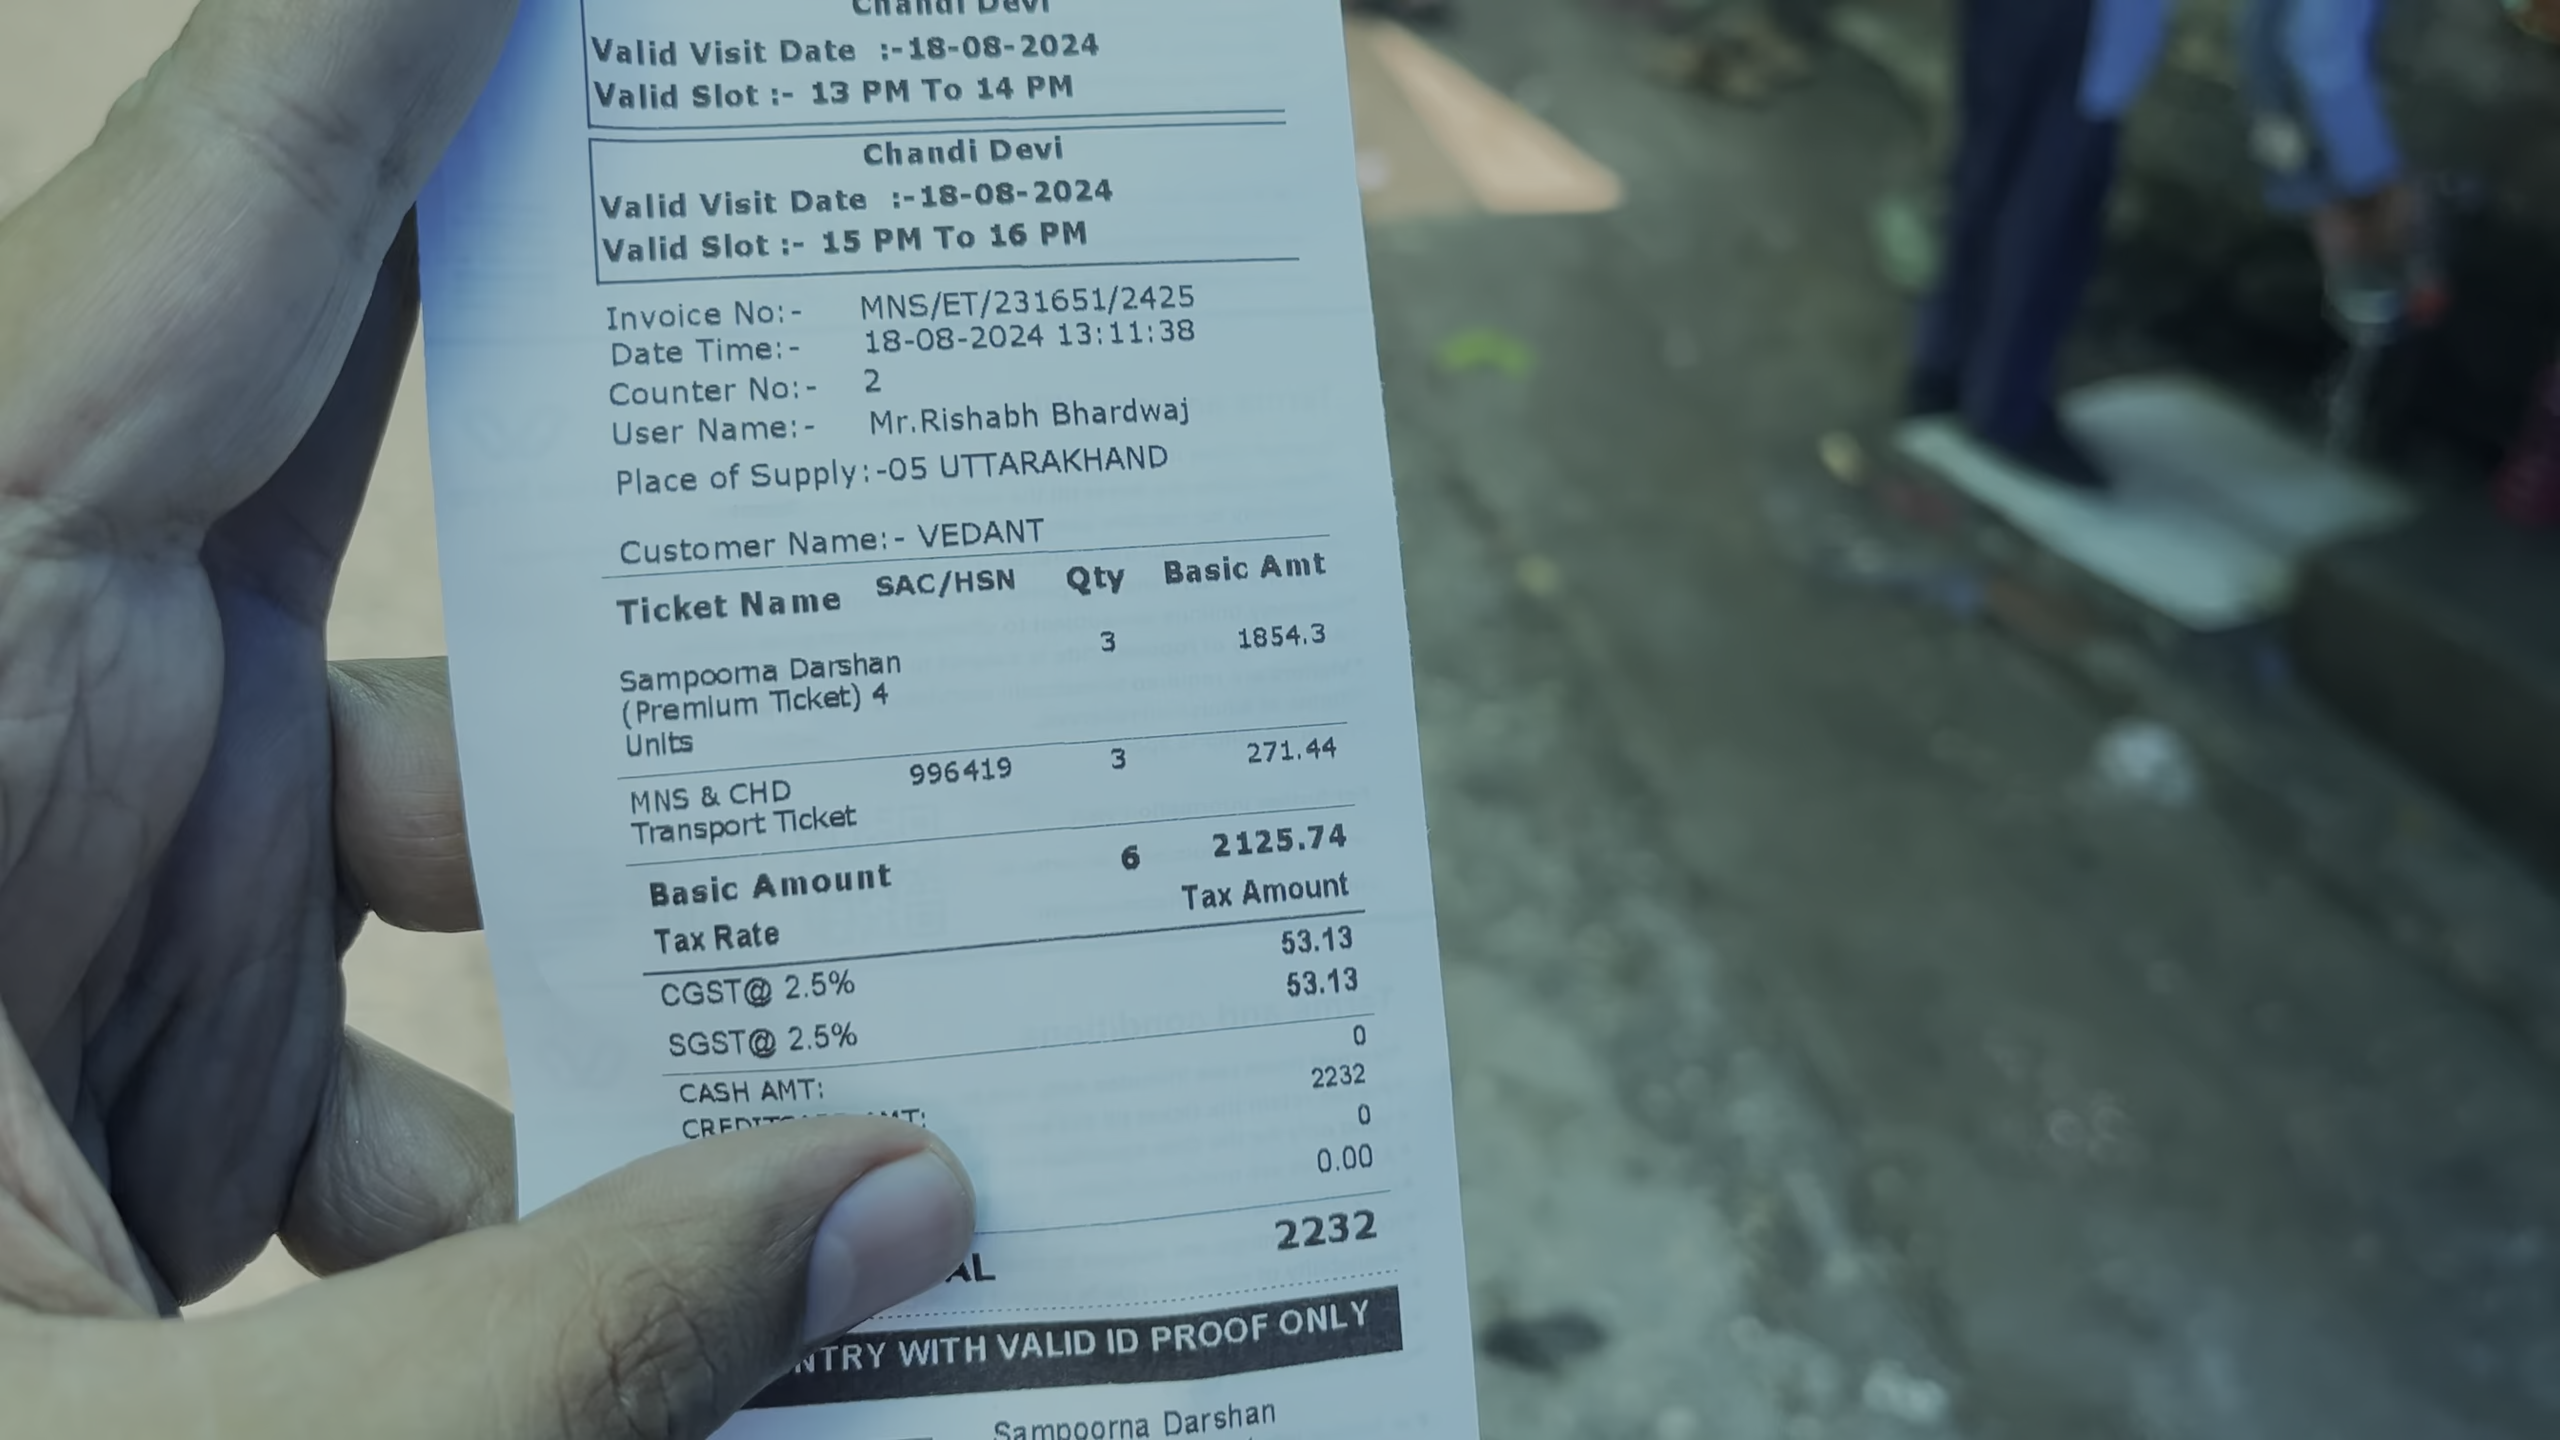 Chandi Devi
Valid Visit Date :-18-08-2024
Valid Slot :- 13 PM To 14 PM
Chandi Devi
Valid Visit Date :-18-08-2024
Valid Slot :- 15 PM To 16 PM
Invoice No:- MNS/ET/231651/2425
Date Time:- 18-08-2024 13:11:38
Counter No:- 2
User Name:- Mr.Rishabh Bhardwaj
Place of Supply:-05 UTTARAKHAND
Customer Name:- VEDANT
Ticket Name SAC/HSN Qty Basic Amt
3 1854.3
Sampoorna Darshan
(Premium Ticket) 4
Units
996419 3 271.44
MNS & CHD
Transport Ticket
Basic Amount 6 2125.74
Tax Rate Tax Amount
CGST@ 2.5% 53.13
SGST@ 2.5% 53.13
CASH AMT: 0
2232
0
0.00
2232
WITH VALID ID PROOF ONLY
Sampoorna Darshan